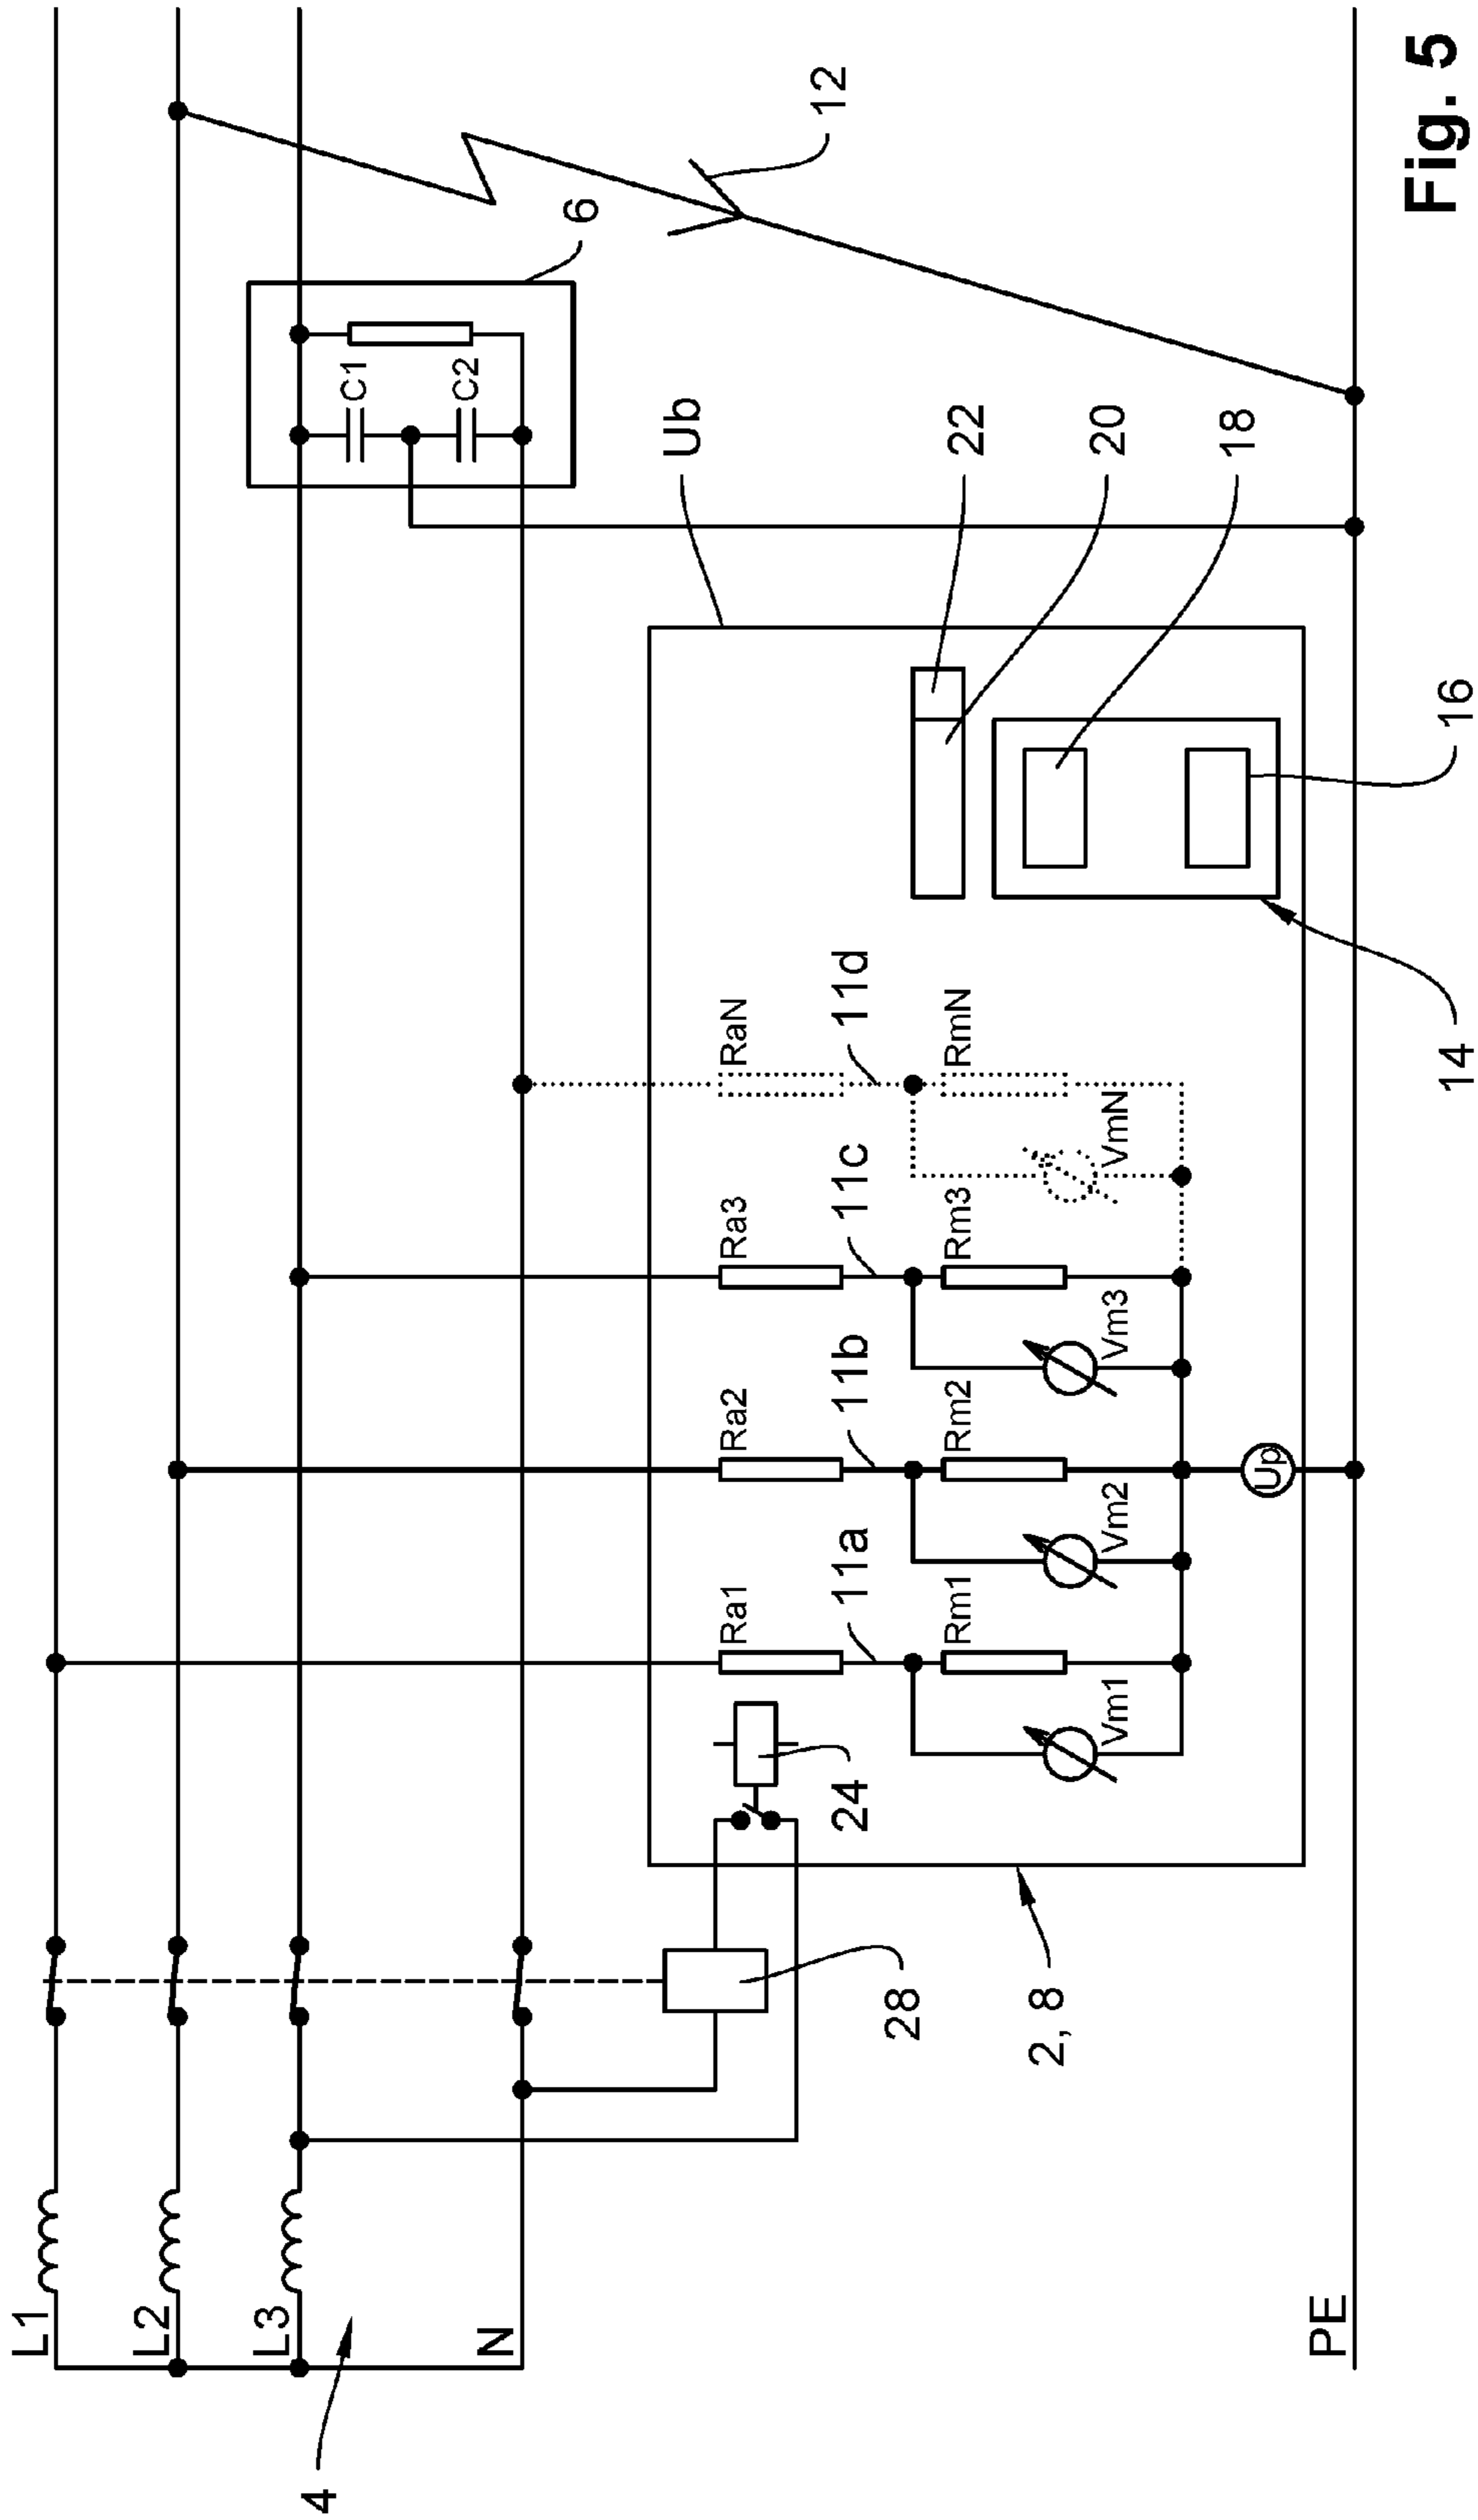 L1
L2
L3
N
PE
4
28
2, 8
24
Ra1
11a
Rm1
Vm1
Ra2
11b
Rm2
Vm2
Up
Ra3
11c
Rm3
Vm3
RaN
11d
RmN
VmN
14
16
18
20
22
Ub
C1
C2
6
12
Fig. 5